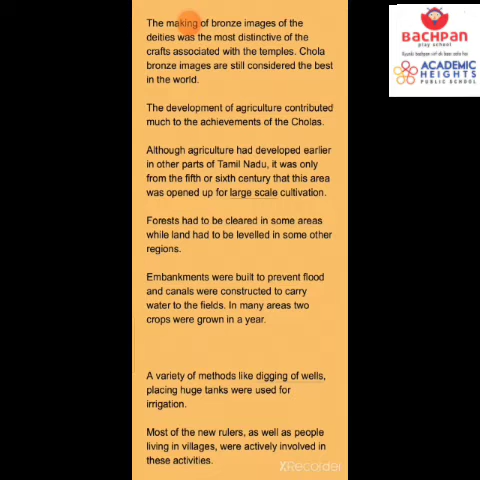 The making of bronze images of the
deities was the most distinctive of the
crafts associated with the temples. Chola
bronze images are still considered the best
in the world.
The development of agriculture contributed
much to the achievements of the Cholas.
Although agriculture had developed earlier
in other parts of Tamil Nadu, it was only
from the fifth or sixth century that this area
was opened up for large scale cultivation.
Forests had to be cleared in some areas
while land had to be levelled in some other
regions.
Embankments were built to prevent flood
and canals were constructed to carry
water to the fields. In many areas two
crops were grown in a year.
A variety of methods like digging of wells,
placing huge tanks were used for
irrigation.
Most of the new rulers, as well as people
living in villages, were actively involved in
these activities.
BACHPAN
play school
ACADEMIC
HEIGHTS
PUBLIC SCHOOL
XRecorder